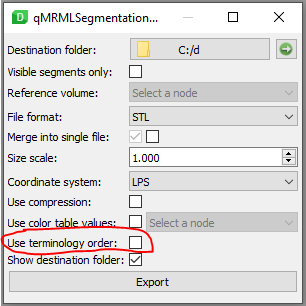 qMRMLSegmentation... D...
Destination folder: C:/d
Visible segments only:
Reference volume: Select a node
File format: STL
Merge into single file:
Size scale: 1.000
Coordinate system: LPS
Use compression:
Use color table values: Select a node
Use terminology order:
Show destination folder:
Export